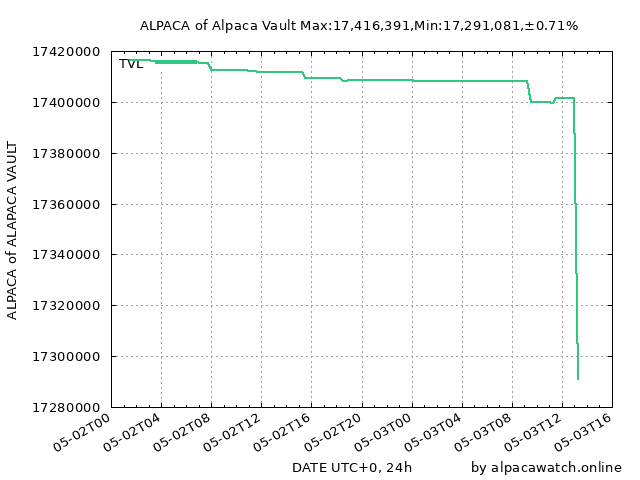 ALPACA of Alpaca Vault Max:17,416,391,Min:17,291,081,±0.71%
17420000
TVL
17400000
17380000
17360000
17340000
17320000
17300000
17280000
ALPACA of ALAPACA VAULT
05-02T00
05-02T04
05-02T08
05-02T12
05-02T16
05-02T20
05-03T00
05-03T04
05-03T08
05-03T12
05-03T16
DATE UTC+0, 24h
by alpacawatch.online